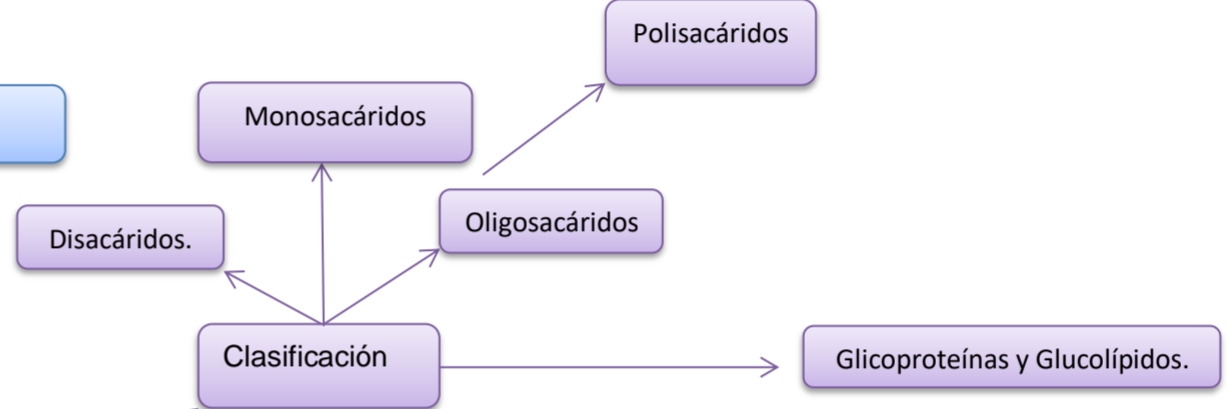 Polisacáridos
Monosacáridos
Oligosacáridos
Disacáridos.
Clasificación
Glicoproteínas y Glucolípidos.